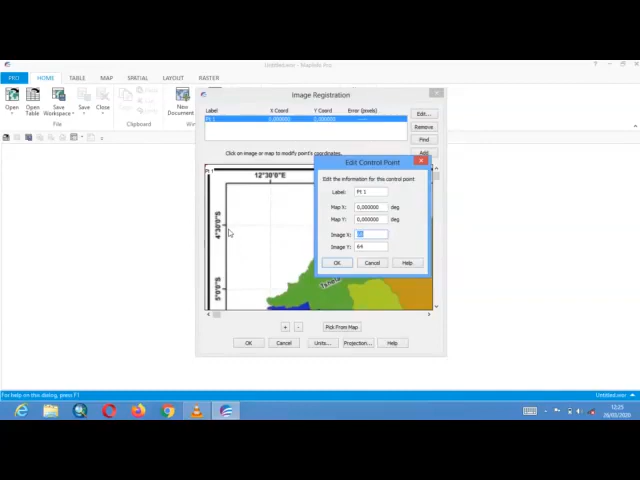 Untitled.wor - MapInfo Pro
PRO HOME TABLE MAP SPATIAL LAYOUT RASTER
Open Open Table Save Workspace Save Close
New Document
File Clipboard
Image Registration
Label X Coord Y Coord Error (pixels)
Pt 1 0,000000 0,000000 -----
Edit...
Remove
Find
Add
Click on image or map to modify point's coordinates.
Edit Control Point
Edit the information for this control point
Label: Pt 1
Map X: 0,000000 deg
Map Y: 0,000000 deg
Image X:
Image Y: 64
OK Cancel Help
Pt 1
12°30'0"E
4°30'0"S
5°0'0"S
Tshela
+ - Pick From Map
OK Cancel Units... Projection... Help
For help on this dialog, press F1
Untitled.wor
12:25
26/05/2020